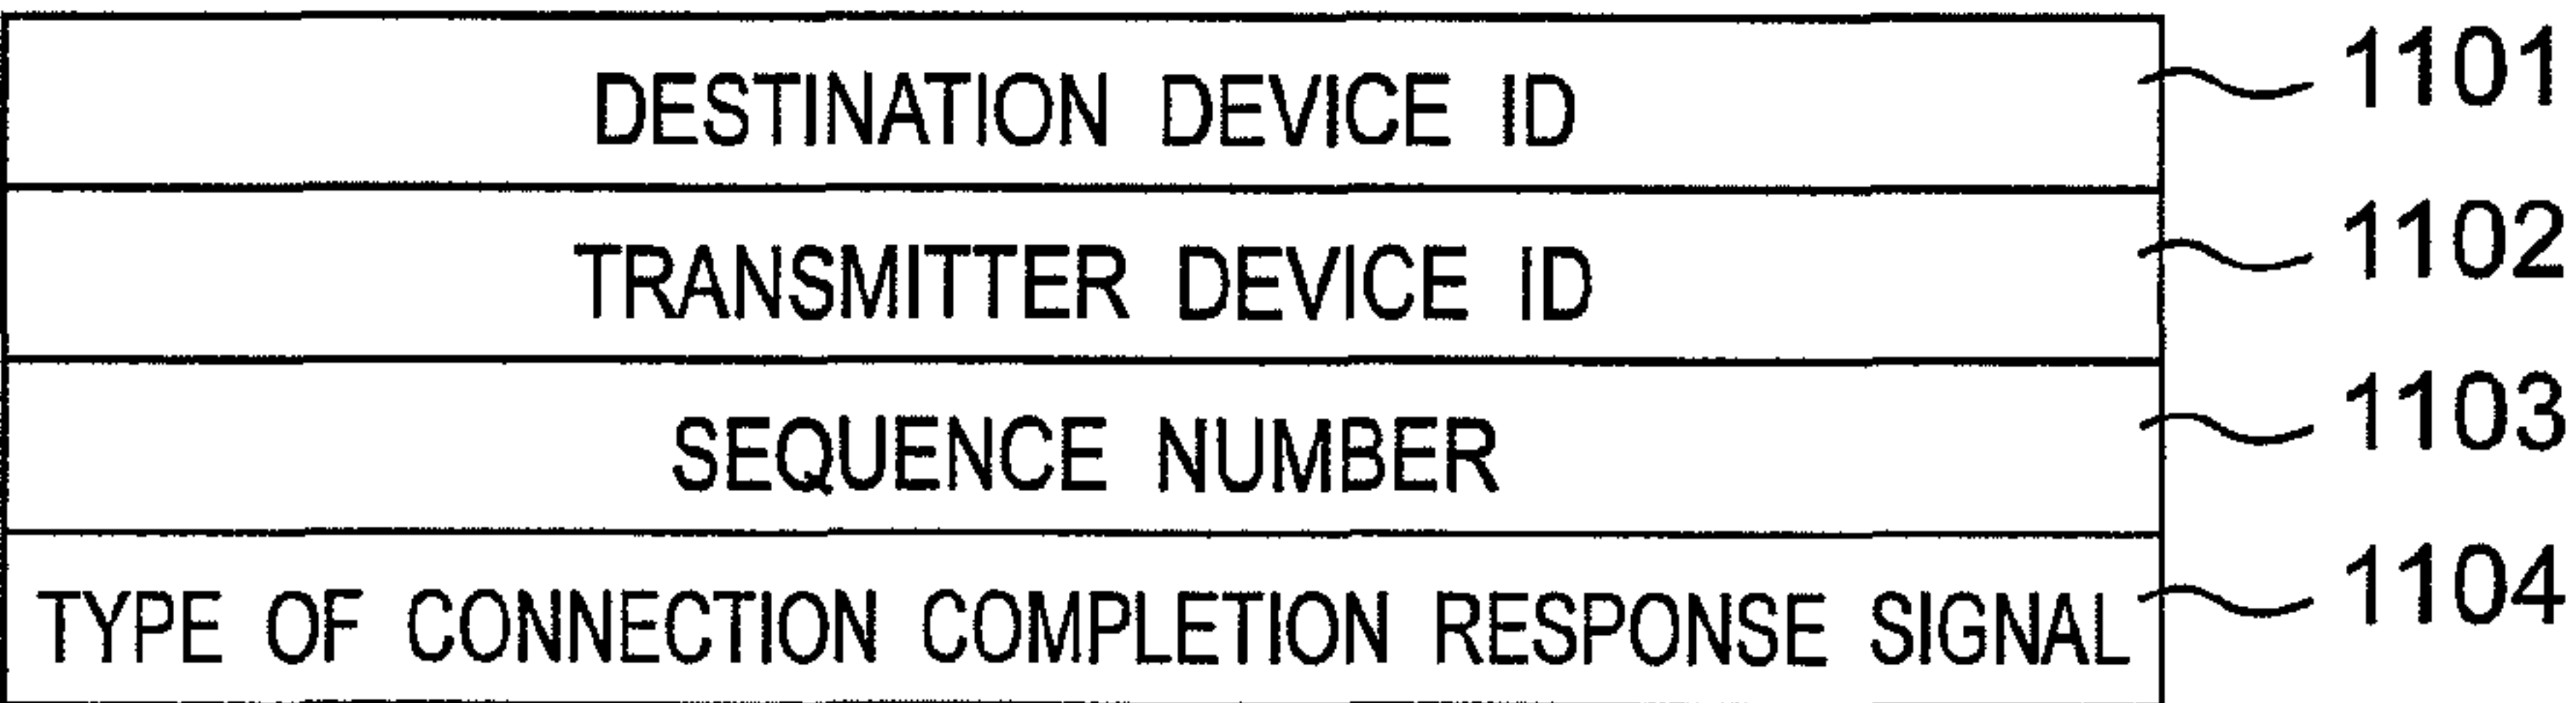 DESTINATION DEVICE ID 1101
TRANSMITTER DEVICE ID 1102
SEQUENCE NUMBER 1103
TYPE OF CONNECTION COMPLETION RESPONSE SIGNAL 1104